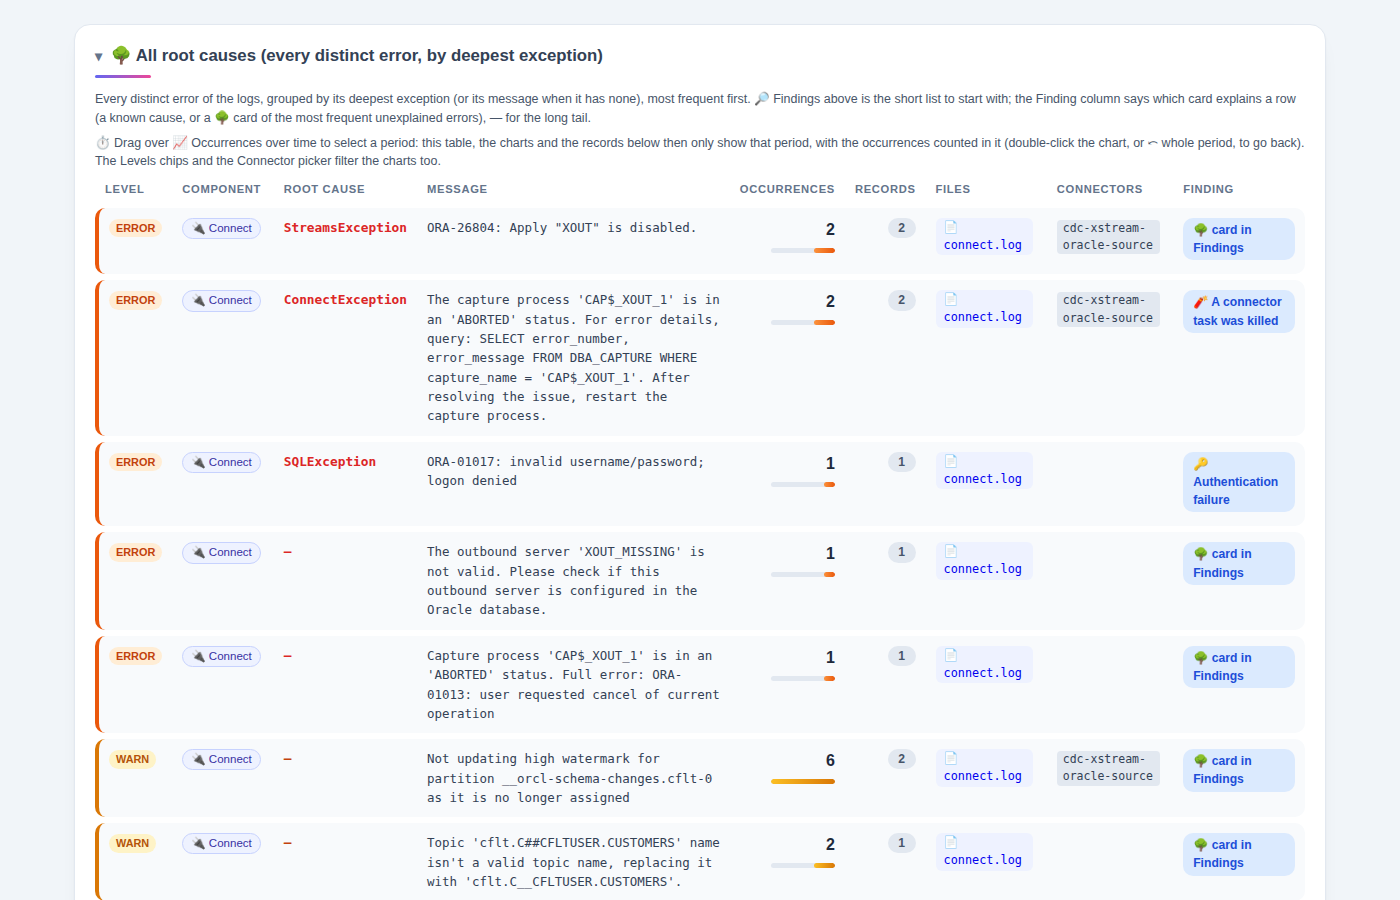 ▼ 🌳 All root causes (every distinct error, by deepest exception)
Every distinct error of the logs, grouped by its deepest exception (or its message when it has none), most frequent first. 🔎 Findings above is the short list to start with; the Finding column says which card explains a row
(a known cause, or a 🌳 card of the most frequent unexplained errors), — for the long tail.
⏱️ Drag over 📈 Occurrences over time to select a period: this table, the charts and the records below then only show that period, with the occurrences counted in it (double-click the chart, or ⤺ whole period, to go back).
The Levels chips and the Connector picker filter the charts too.
LEVEL COMPONENT ROOT CAUSE MESSAGE OCCURRENCES RECORDS FILES CONNECTORS FINDING
ERROR 🔌 Connect StreamsException ORA-26804: Apply "XOUT" is disabled. 2 2 📄 cdc-xstream- 🌳 card in
connect.log oracle-source Findings
ERROR 🔌 Connect ConnectException The capture process 'CAP$_XOUT_1' is in 2 2 📄 cdc-xstream- 🧨 A connector
an 'ABORTED' status. For error details, connect.log oracle-source task was killed
query: SELECT error_number,
error_message FROM DBA_CAPTURE WHERE
capture_name = 'CAP$_XOUT_1'. After
resolving the issue, restart the
capture process.
ERROR 🔌 Connect SQLException ORA-01017: invalid username/password; 1 1 📄 🔑
logon denied connect.log Authentication
failure
ERROR 🔌 Connect — The outbound server 'XOUT_MISSING' is 1 1 📄 🌳 card in
not valid. Please check if this connect.log Findings
outbound server is configured in the
Oracle database.
ERROR 🔌 Connect — Capture process 'CAP$_XOUT_1' is in an 1 1 📄 🌳 card in
'ABORTED' status. Full error: ORA- connect.log Findings
01013: user requested cancel of current
operation
WARN 🔌 Connect — Not updating high watermark for 6 2 📄 cdc-xstream- 🌳 card in
partition __orcl-schema-changes.cflt-0 connect.log oracle-source Findings
as it is no longer assigned
WARN 🔌 Connect — Topic 'cflt.C##CFLTUSER.CUSTOMERS' name 2 1 📄 🌳 card in
isn't a valid topic name, replacing it connect.log Findings
with 'cflt.C__CFLTUSER.CUSTOMERS'.